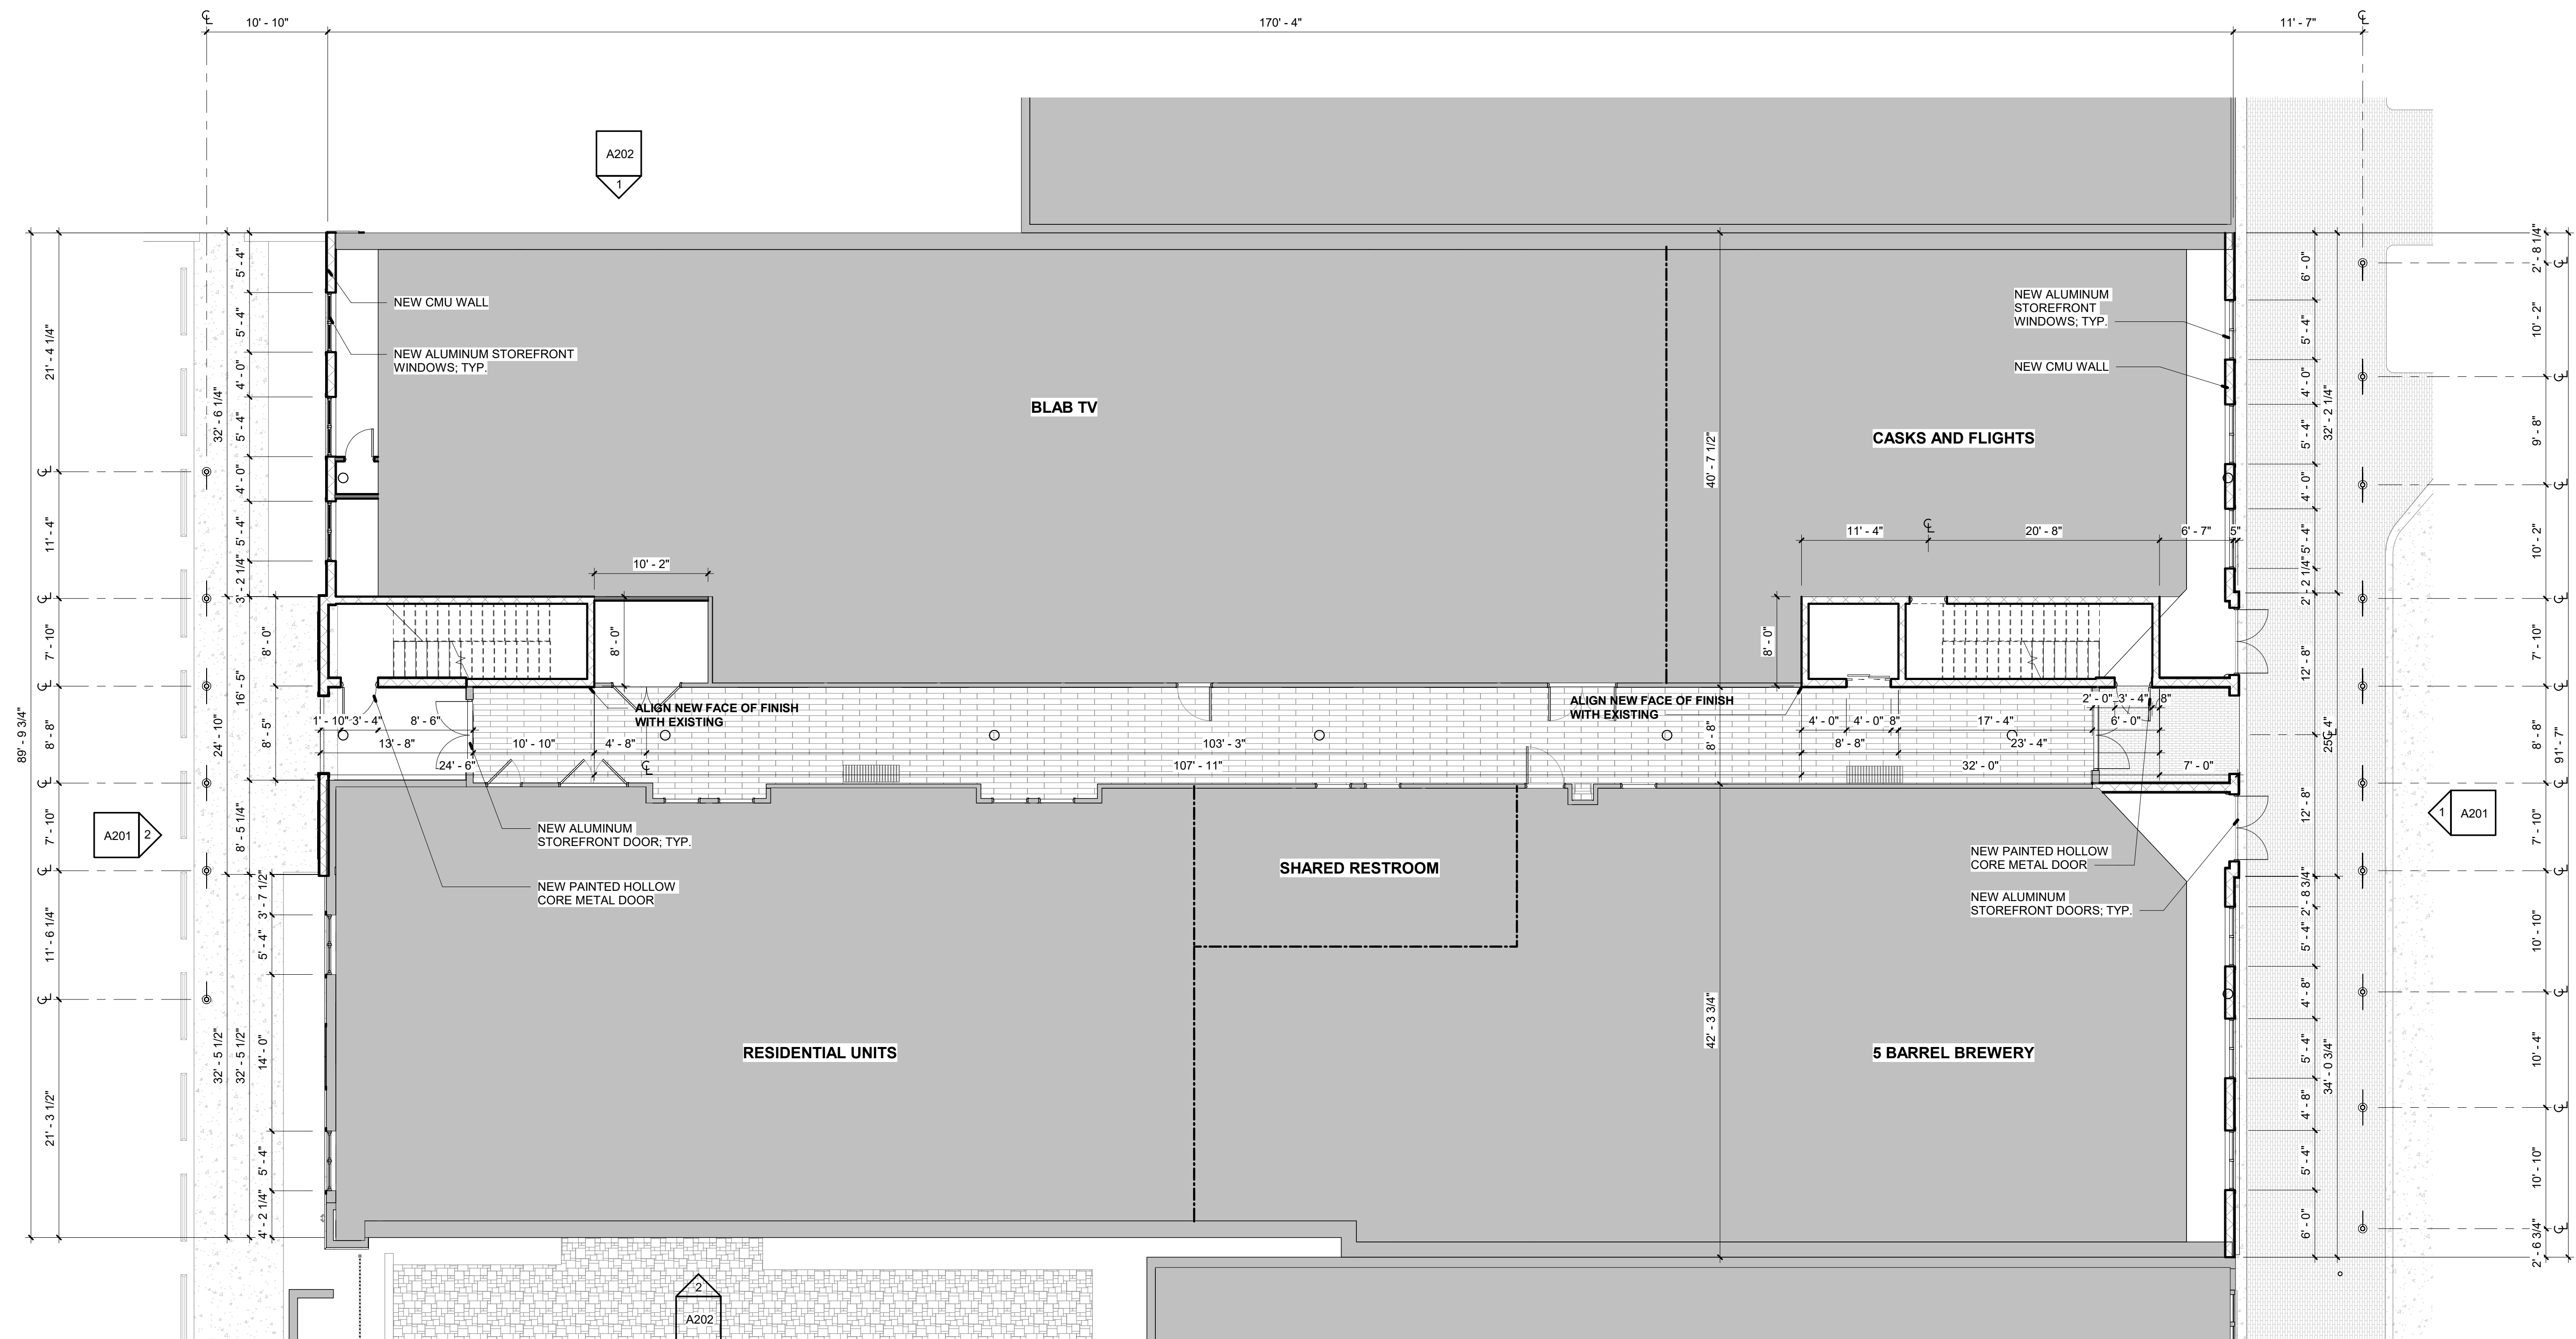 ℄
℄
10' - 10"
170' - 4"
11' - 7"
A202
1
NEW CMU WALL
NEW ALUMINUM STOREFRONT
WINDOWS; TYP.
BLAB TV
CASKS AND FLIGHTS
NEW ALUMINUM
STOREFRONT
WINDOWS; TYP.
NEW CMU WALL
89' - 9 3/4"
21' - 4 1/4"
11' - 4"
7' - 10"
8' - 8"
7' - 10"
11' - 6 1/4"
21' - 3 1/2"
32' - 6 1/4"
24' - 10"
32' - 5 1/2"
5' - 4"
5' - 4"
4' - 0"
5' - 4"
4' - 0"
5' - 4"
3' - 2 1/4"
16' - 5"
8' - 5 1/4"
32' - 5 1/2"
8' - 0"
8' - 5"
3' - 7 1/2"
5' - 4"
14' - 0"
5' - 4"
4' - 2 1/4"
10' - 2"
8' - 0"
40' - 7 1/2"
8' - 8"
42' - 3 3/4"
11' - 4"
℄
20' - 8"
6' - 7"
5"
8' - 0"
ALIGN NEW FACE OF FINISH
WITH EXISTING
ALIGN NEW FACE OF FINISH
WITH EXISTING
1' - 10"
3' - 4"
8' - 6"
13' - 8"
10' - 10"
4' - 8"
103' - 3"
24' - 6"
℄
107' - 11"
2' - 0"
3' - 4"
8"
4' - 0"
4' - 0"
8"
17' - 4"
6' - 0"
8' - 8"
23' - 4"
32' - 0"
7' - 0"
NEW ALUMINUM
STOREFRONT DOOR; TYP.
NEW PAINTED HOLLOW
CORE METAL DOOR
SHARED RESTROOM
NEW PAINTED HOLLOW
CORE METAL DOOR
NEW ALUMINUM
STOREFRONT DOORS; TYP.
RESIDENTIAL UNITS
5 BARREL BREWERY
A201
2
1
A201
6' - 0"
5' - 4"
4' - 0"
5' - 4"
4' - 0"
5' - 4"
2' - 2 1/4"
12' - 8"
12' - 8"
2' - 8 3/4"
5' - 4"
4' - 8"
5' - 4"
4' - 8"
5' - 4"
6' - 0"
32' - 2 1/4"
25' - 4"
34' - 0 3/4"
2' - 8 1/4"
10' - 2"
9' - 8"
10' - 2"
7' - 10"
8' - 8"
7' - 10"
10' - 10"
10' - 4"
10' - 10"
2' - 6 3/4"
91' - 7"
2
A202